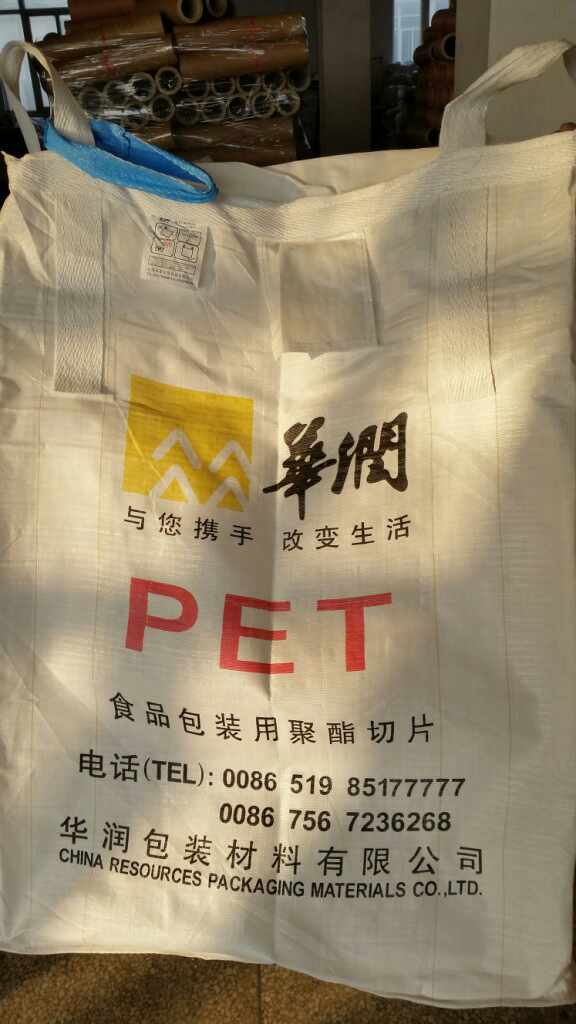 華潤
与您携手 改变生活
PET
食品包装用聚酯切片
电话(TEL): 0086 519 85177777
0086 756 7236268
华润包装材料有限公司
CHINA RESOURCES PACKAGING MATERIALS CO.,LTD.